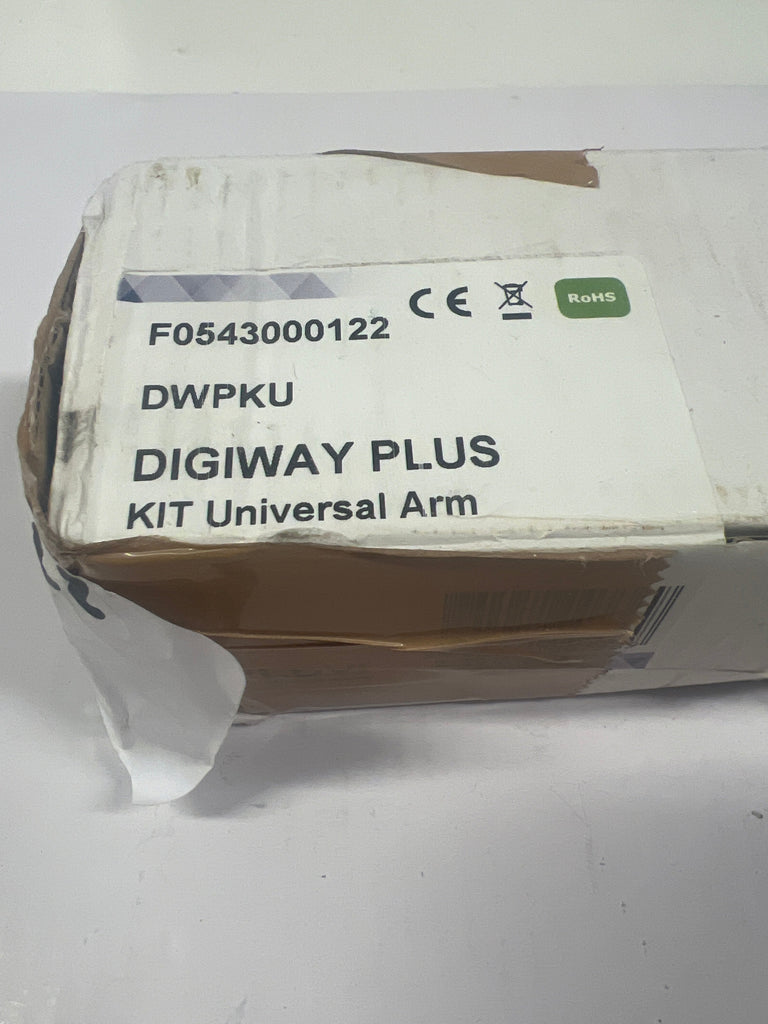 CE
RoHS
F0543000122
DWPKU
DIGIWAY PLUS
KIT Universal Arm